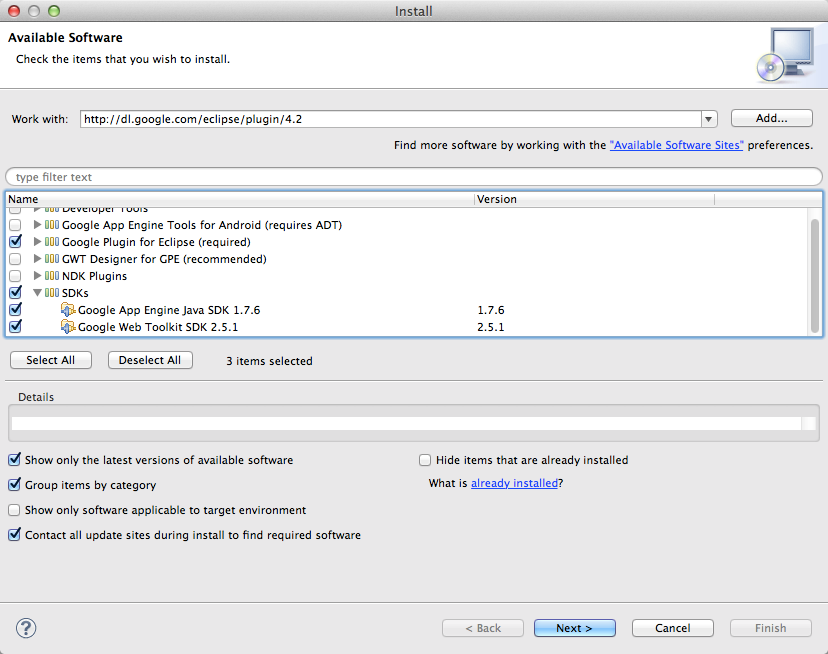 Install
Available Software
Check the items that you wish to install.
Work with: http://dl.google.com/eclipse/plugin/4.2 Add...
Find more software by working with the "Available Software Sites" preferences.
type filter text
Name Version
Developer Tools
Google App Engine Tools for Android (requires ADT)
Google Plugin for Eclipse (required)
GWT Designer for GPE (recommended)
NDK Plugins
SDKs
Google App Engine Java SDK 1.7.6 1.7.6
Google Web Toolkit SDK 2.5.1 2.5.1
Select All Deselect All 3 items selected
Details
Show only the latest versions of available software Hide items that are already installed
Group items by category What is already installed?
Show only software applicable to target environment
Contact all update sites during install to find required software
? < Back Next > Cancel Finish